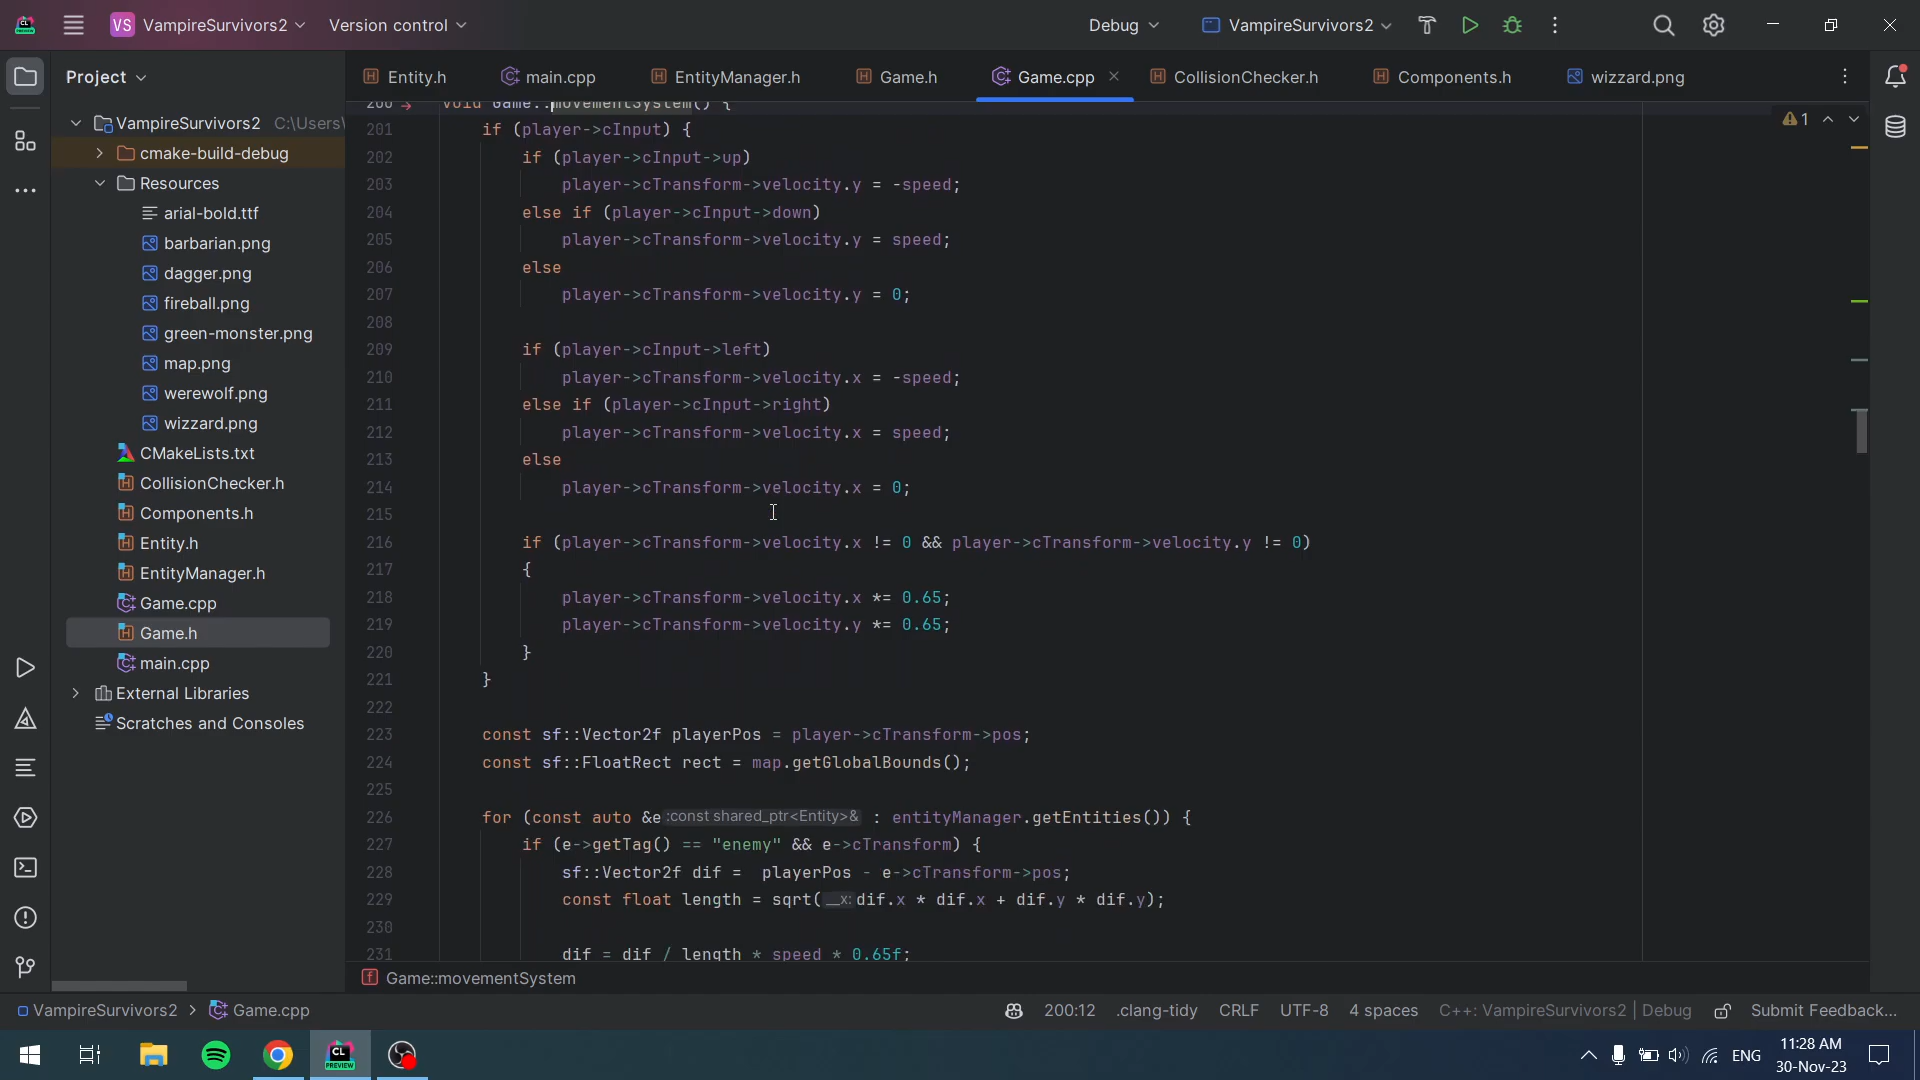 VS VampireSurvivors2 Version control Debug VampireSurvivors2
Project
Entity.h main.cpp EntityManager.h Game.h Game.cpp CollisionChecker.h Components.h wizzard.png
VampireSurvivors2 C:\Users\
cmake-build-debug
Resources
arial-bold.ttf
barbarian.png
dagger.png
fireball.png
green-monster.png
map.png
werewolf.png
wizzard.png
CMakeLists.txt
CollisionChecker.h
Components.h
Entity.h
EntityManager.h
Game.cpp
Game.h
main.cpp
External Libraries
Scratches and Consoles
1
200 void Game::movementSystem() {
201 if (player->cInput) {
202 if (player->cInput->up)
203 player->cTransform->velocity.y = -speed;
204 else if (player->cInput->down)
205 player->cTransform->velocity.y = speed;
206 else
207 player->cTransform->velocity.y = 0;
208
209 if (player->cInput->left)
210 player->cTransform->velocity.x = -speed;
211 else if (player->cInput->right)
212 player->cTransform->velocity.x = speed;
213 else
214 player->cTransform->velocity.x = 0;
215
216 if (player->cTransform->velocity.x != 0 && player->cTransform->velocity.y != 0)
217 {
218 player->cTransform->velocity.x *= 0.65;
219 player->cTransform->velocity.y *= 0.65;
220 }
221 }
222
223 const sf::Vector2f playerPos = player->cTransform->pos;
224 const sf::FloatRect rect = map.getGlobalBounds();
225
226 for (const auto &e :const shared_ptr<Entity>& : entityManager.getEntities()) {
227 if (e->getTag() == "enemy" && e->cTransform) {
228 sf::Vector2f dif = playerPos - e->cTransform->pos;
229 const float length = sqrt( __x: dif.x * dif.x + dif.y * dif.y);
230
231 dif = dif / length * speed * 0.65f;
Game::movementSystem
VampireSurvivors2 > Game.cpp 200:12 .clang-tidy CRLF UTF-8 4 spaces C++: VampireSurvivors2 | Debug Submit Feedback...
CL PREVIEW ENG 11:28 AM
30-Nov-23